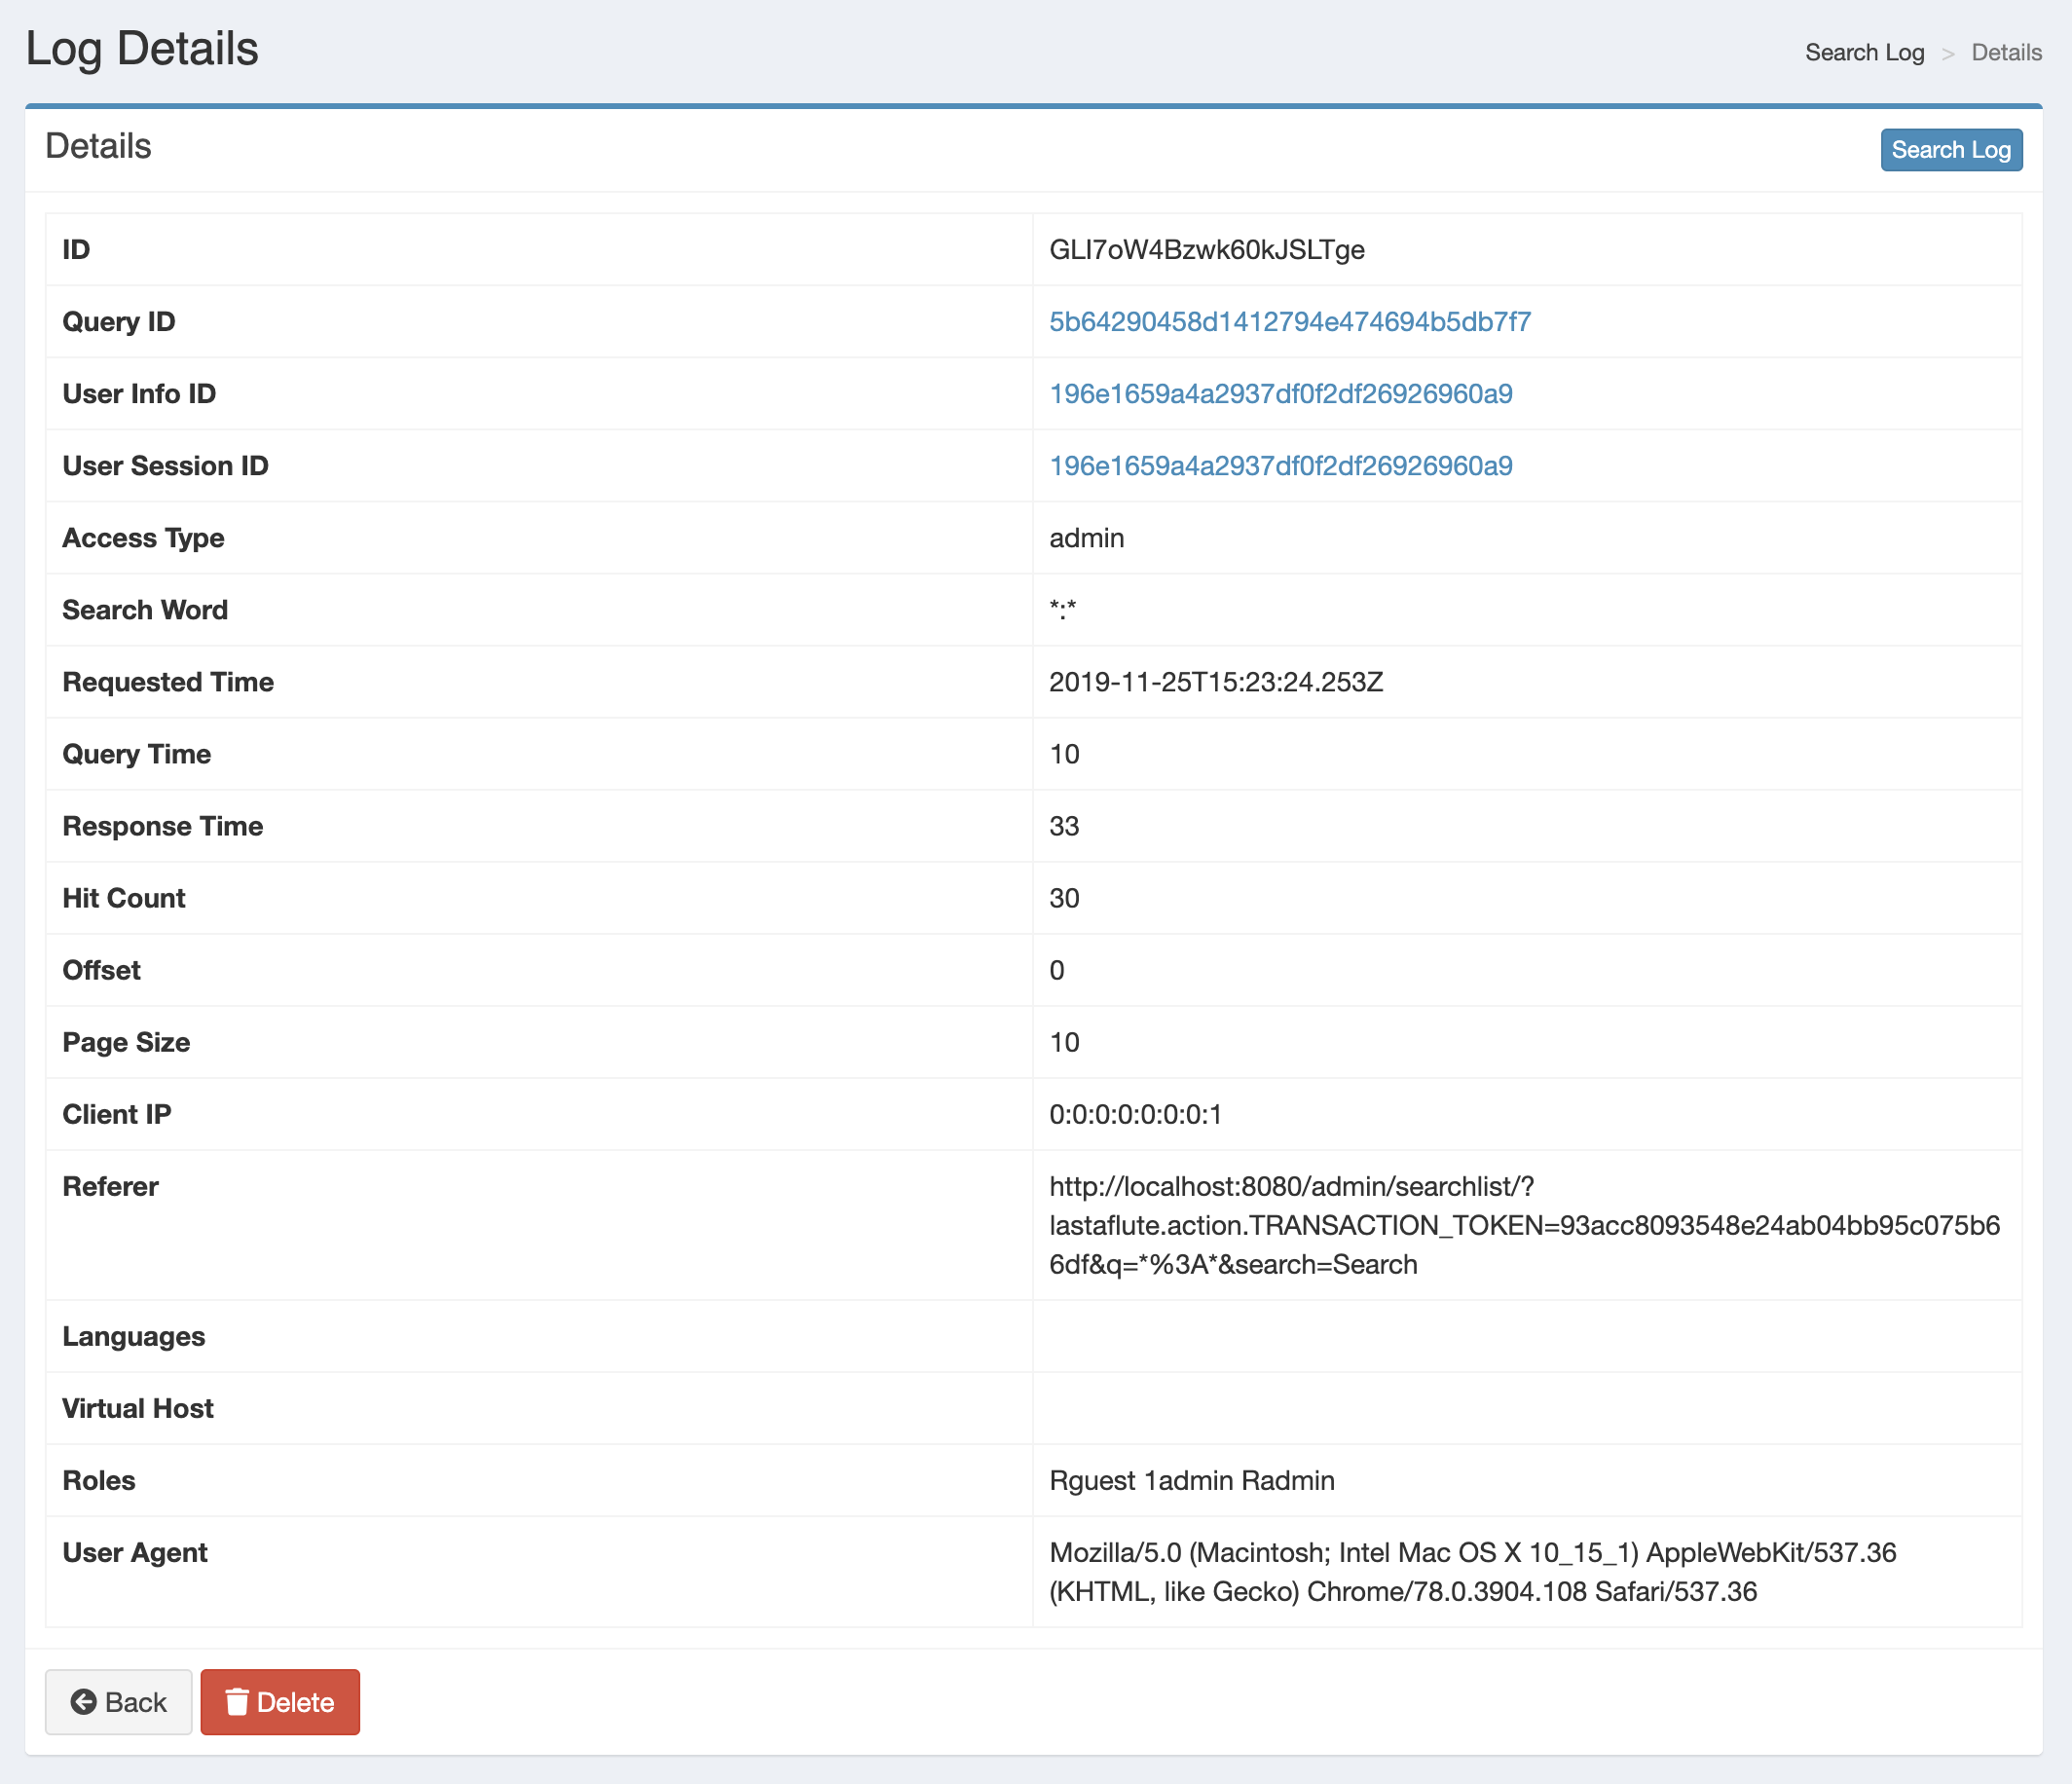 Log Details
Search Log > Details
Details
Search Log
ID GLI7oW4Bzwk60kJSLTge
Query ID 5b64290458d1412794e474694b5db7f7
User Info ID 196e1659a4a2937df0f2df26926960a9
User Session ID 196e1659a4a2937df0f2df26926960a9
Access Type admin
Search Word *:*
Requested Time 2019-11-25T15:23:24.253Z
Query Time 10
Response Time 33
Hit Count 30
Offset 0
Page Size 10
Client IP 0:0:0:0:0:0:0:1
Referer http://localhost:8080/admin/searchlist/?
lastaflute.action.TRANSACTION_TOKEN=93acc8093548e24ab04bb95c075b6
6df&q=*%3A*&search=Search
Languages
Virtual Host
Roles Rguest 1admin Radmin
User Agent Mozilla/5.0 (Macintosh; Intel Mac OS X 10_15_1) AppleWebKit/537.36
(KHTML, like Gecko) Chrome/78.0.3904.108 Safari/537.36
Back Delete